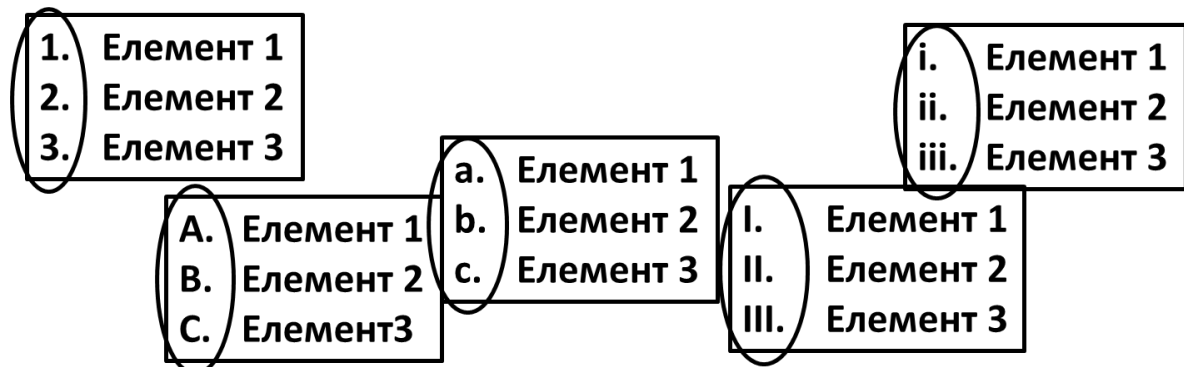 1. Елемент 1
2. Елемент 2
3. Елемент 3
A. Елемент 1
B. Елемент 2
C. Елемент3
a. Елемент 1
b. Елемент 2
c. Елемент 3
I. Елемент 1
II. Елемент 2
III. Елемент 3
i. Елемент 1
ii. Елемент 2
iii. Елемент 3